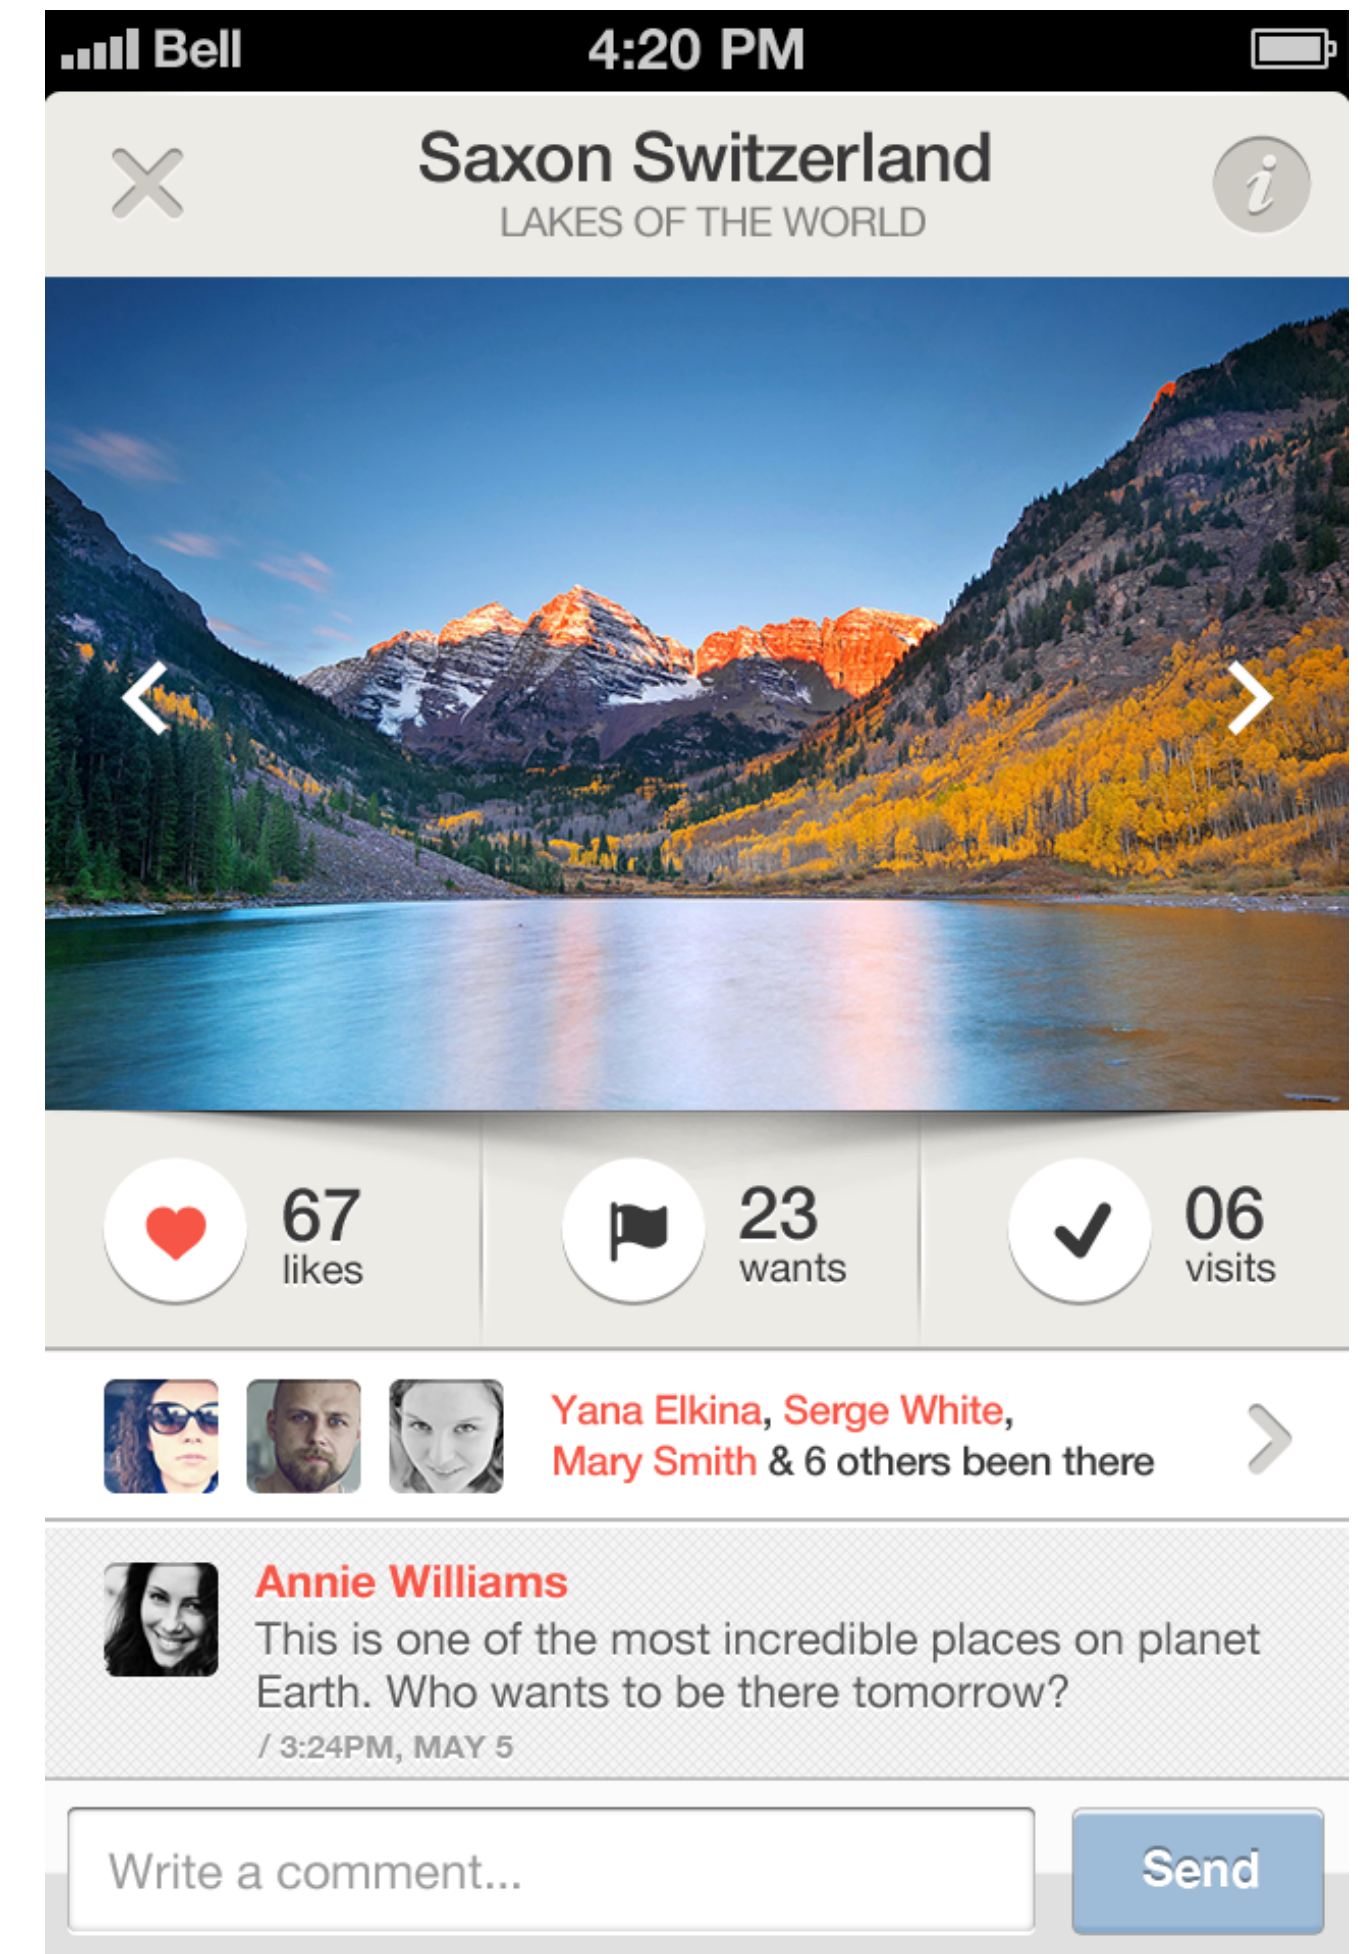 Bell
4:20 PM
Saxon Switzerland
LAKES OF THE WORLD
67
likes
23
wants
06
visits
Yana Elkina, Serge White,
Mary Smith & 6 others been there
Annie Williams
This is one of the most incredible places on planet
Earth. Who wants to be there tomorrow?
/ 3:24PM, MAY 5
Write a comment...
Send